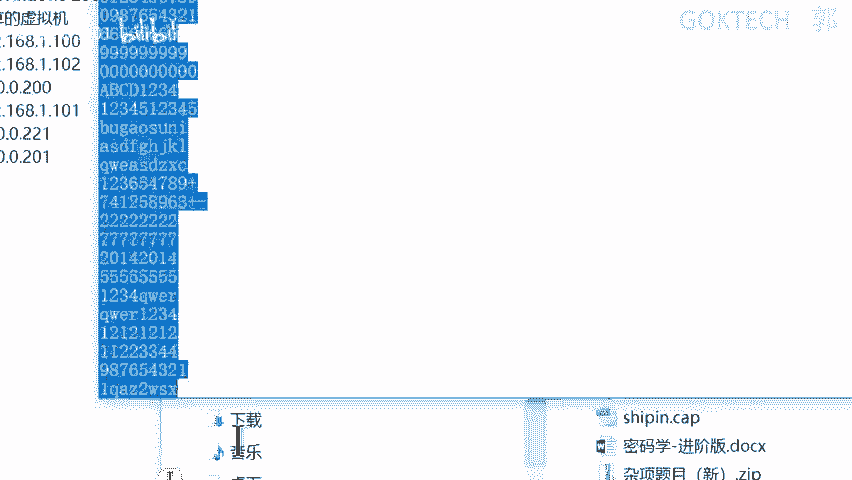 的虚拟机
.168.1.100
.168.1.102
0.0.200
.168.1.101
0.0.221
0.0.201
GOKTECH 郭
bilibili
0987654321
999999999
0000000000
ABCD1234
1234512345
bugaosuni
asdfghjkl
qweasdzxc
123654789+
741258963+-
22222222
77777777
20142014
55555555
1234qwer
qwer1234
12121212
11223344
987654321
1qaz2wsx
下载
音乐
shipin.cap
密码学-进阶版.docx
杂项题目（新）.zip